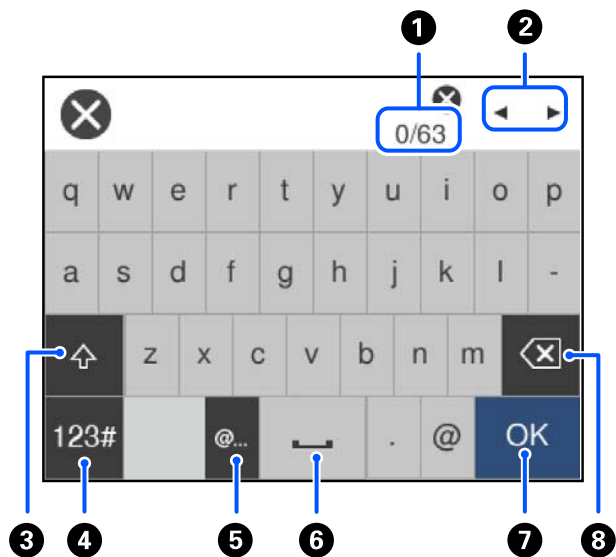 1 2
0/63 ◄ ►
q w e r t y u i o p
a s d f g h j k l -
z x c v b n m
123# @... . @ OK
3 4 5 6 7 8